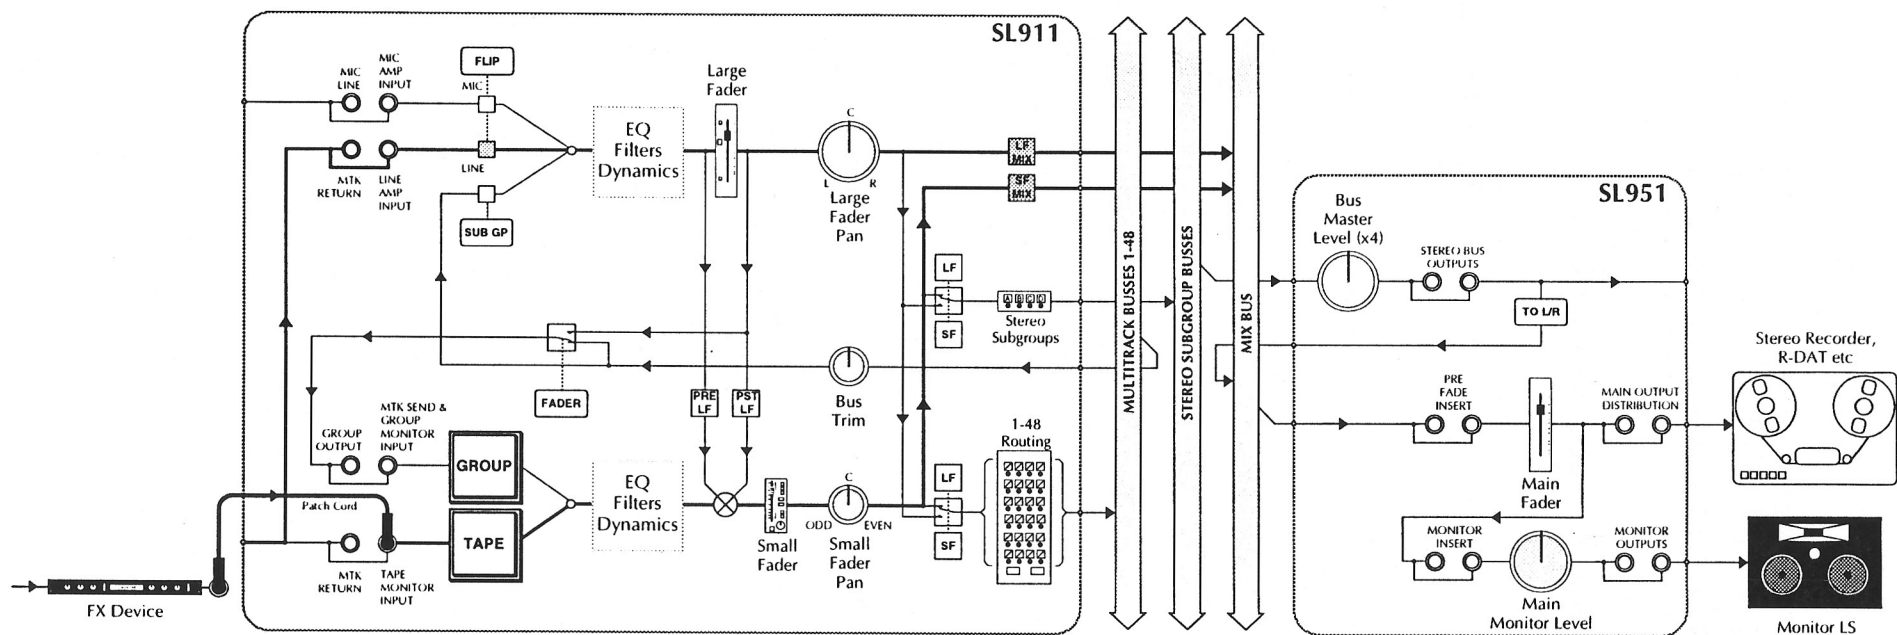 SL911
FLIP
MIC
LINE
MIC
AMP
INPUT
MIC
Large
Fader
EQ
Filters
Dynamics
C
L
R
Large
Fader
Pan
LF
MIX
SF
MIX
MTK
RETURN
LINE
AMP
INPUT
LINE
SUB GP
LF
SF
A B C D
Stereo
Subgroups
FADER
Bus
Trim
PRE
LF
PST
LF
GROUP
OUTPUT
MTK SEND &
GROUP
MONITOR
INPUT
GROUP
Patch Cord
TAPE
MTK
RETURN
TAPE
MONITOR
INPUT
FX Device
EQ
Filters
Dynamics
Small
Fader
C
ODD
EVEN
Small
Fader
Pan
LF
SF
1-48
Routing
MULTITRACK BUSSES 1-48
STEREO SUBGROUP BUSSES
MIX BUS
SL951
Bus
Master
Level (x4)
STEREO BUS
OUTPUTS
TO L/R
PRE
FADE
INSERT
Main
Fader
MAIN OUTPUT
DISTRIBUTION
MONITOR
INSERT
Main
Monitor Level
MONITOR
OUTPUTS
Stereo Recorder,
R-DAT etc
Monitor LS